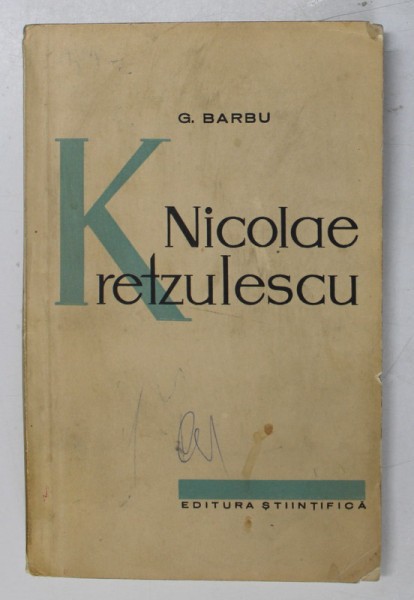 G. BARBU
Nicolae
Kretzulescu
EDITURA ȘTIINȚIFICĂ